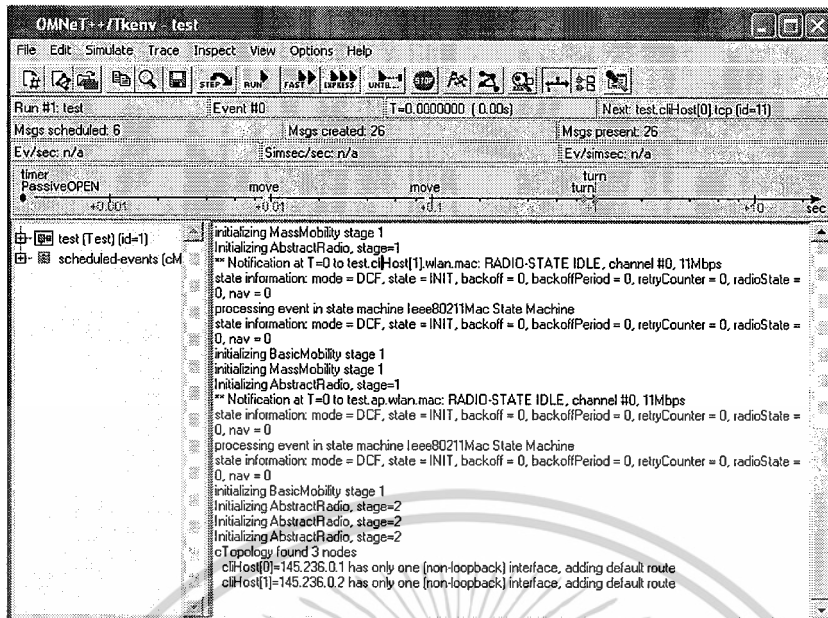 OMNeT++/Tkenv - test
File Edit Simulate Trace Inspect View Options Help
STEP RUN FAST EXPRESS UNTIL... STOP
Run #1: test Event #0 T=0.0000000 (0.00s) Next: test.cliHost[0].tcp (id=11)
Msgs scheduled: 6 Msgs created: 26 Msgs present: 26
Ev/sec: n/a Simsec/sec: n/a Ev/simsec: n/a
timer turn
PassiveOPEN move move turn
+0.001 +0.01 +0.1 +1 +10 sec
test (Test) (id=1)
scheduled-events (cM
initializing MassMobility stage 1
Initializing AbstractRadio, stage=1
** Notification at T=0 to test.cliHost[1].wlan.mac: RADIO-STATE IDLE, channel #0, 11Mbps
state information: mode = DCF, state = INIT, backoff = 0, backoffPeriod = 0, retryCounter = 0, radioState =
0, nav = 0
processing event in state machine Ieee80211Mac State Machine
state information: mode = DCF, state = INIT, backoff = 0, backoffPeriod = 0, retryCounter = 0, radioState =
0, nav = 0
initializing BasicMobility stage 1
initializing MassMobility stage 1
Initializing AbstractRadio, stage=1
** Notification at T=0 to test.ap.wlan.mac: RADIO-STATE IDLE, channel #0, 11Mbps
state information: mode = DCF, state = INIT, backoff = 0, backoffPeriod = 0, retryCounter = 0, radioState =
0, nav = 0
processing event in state machine Ieee80211Mac State Machine
state information: mode = DCF, state = INIT, backoff = 0, backoffPeriod = 0, retryCounter = 0, radioState =
0, nav = 0
initializing BasicMobility stage 1
Initializing AbstractRadio, stage=2
Initializing AbstractRadio, stage=2
Initializing AbstractRadio, stage=2
cTopology found 3 nodes
cliHost[0]=145.236.0.1 has only one (non-loopback) interface, adding default route
cliHost[1]=145.236.0.2 has only one (non-loopback) interface, adding default route